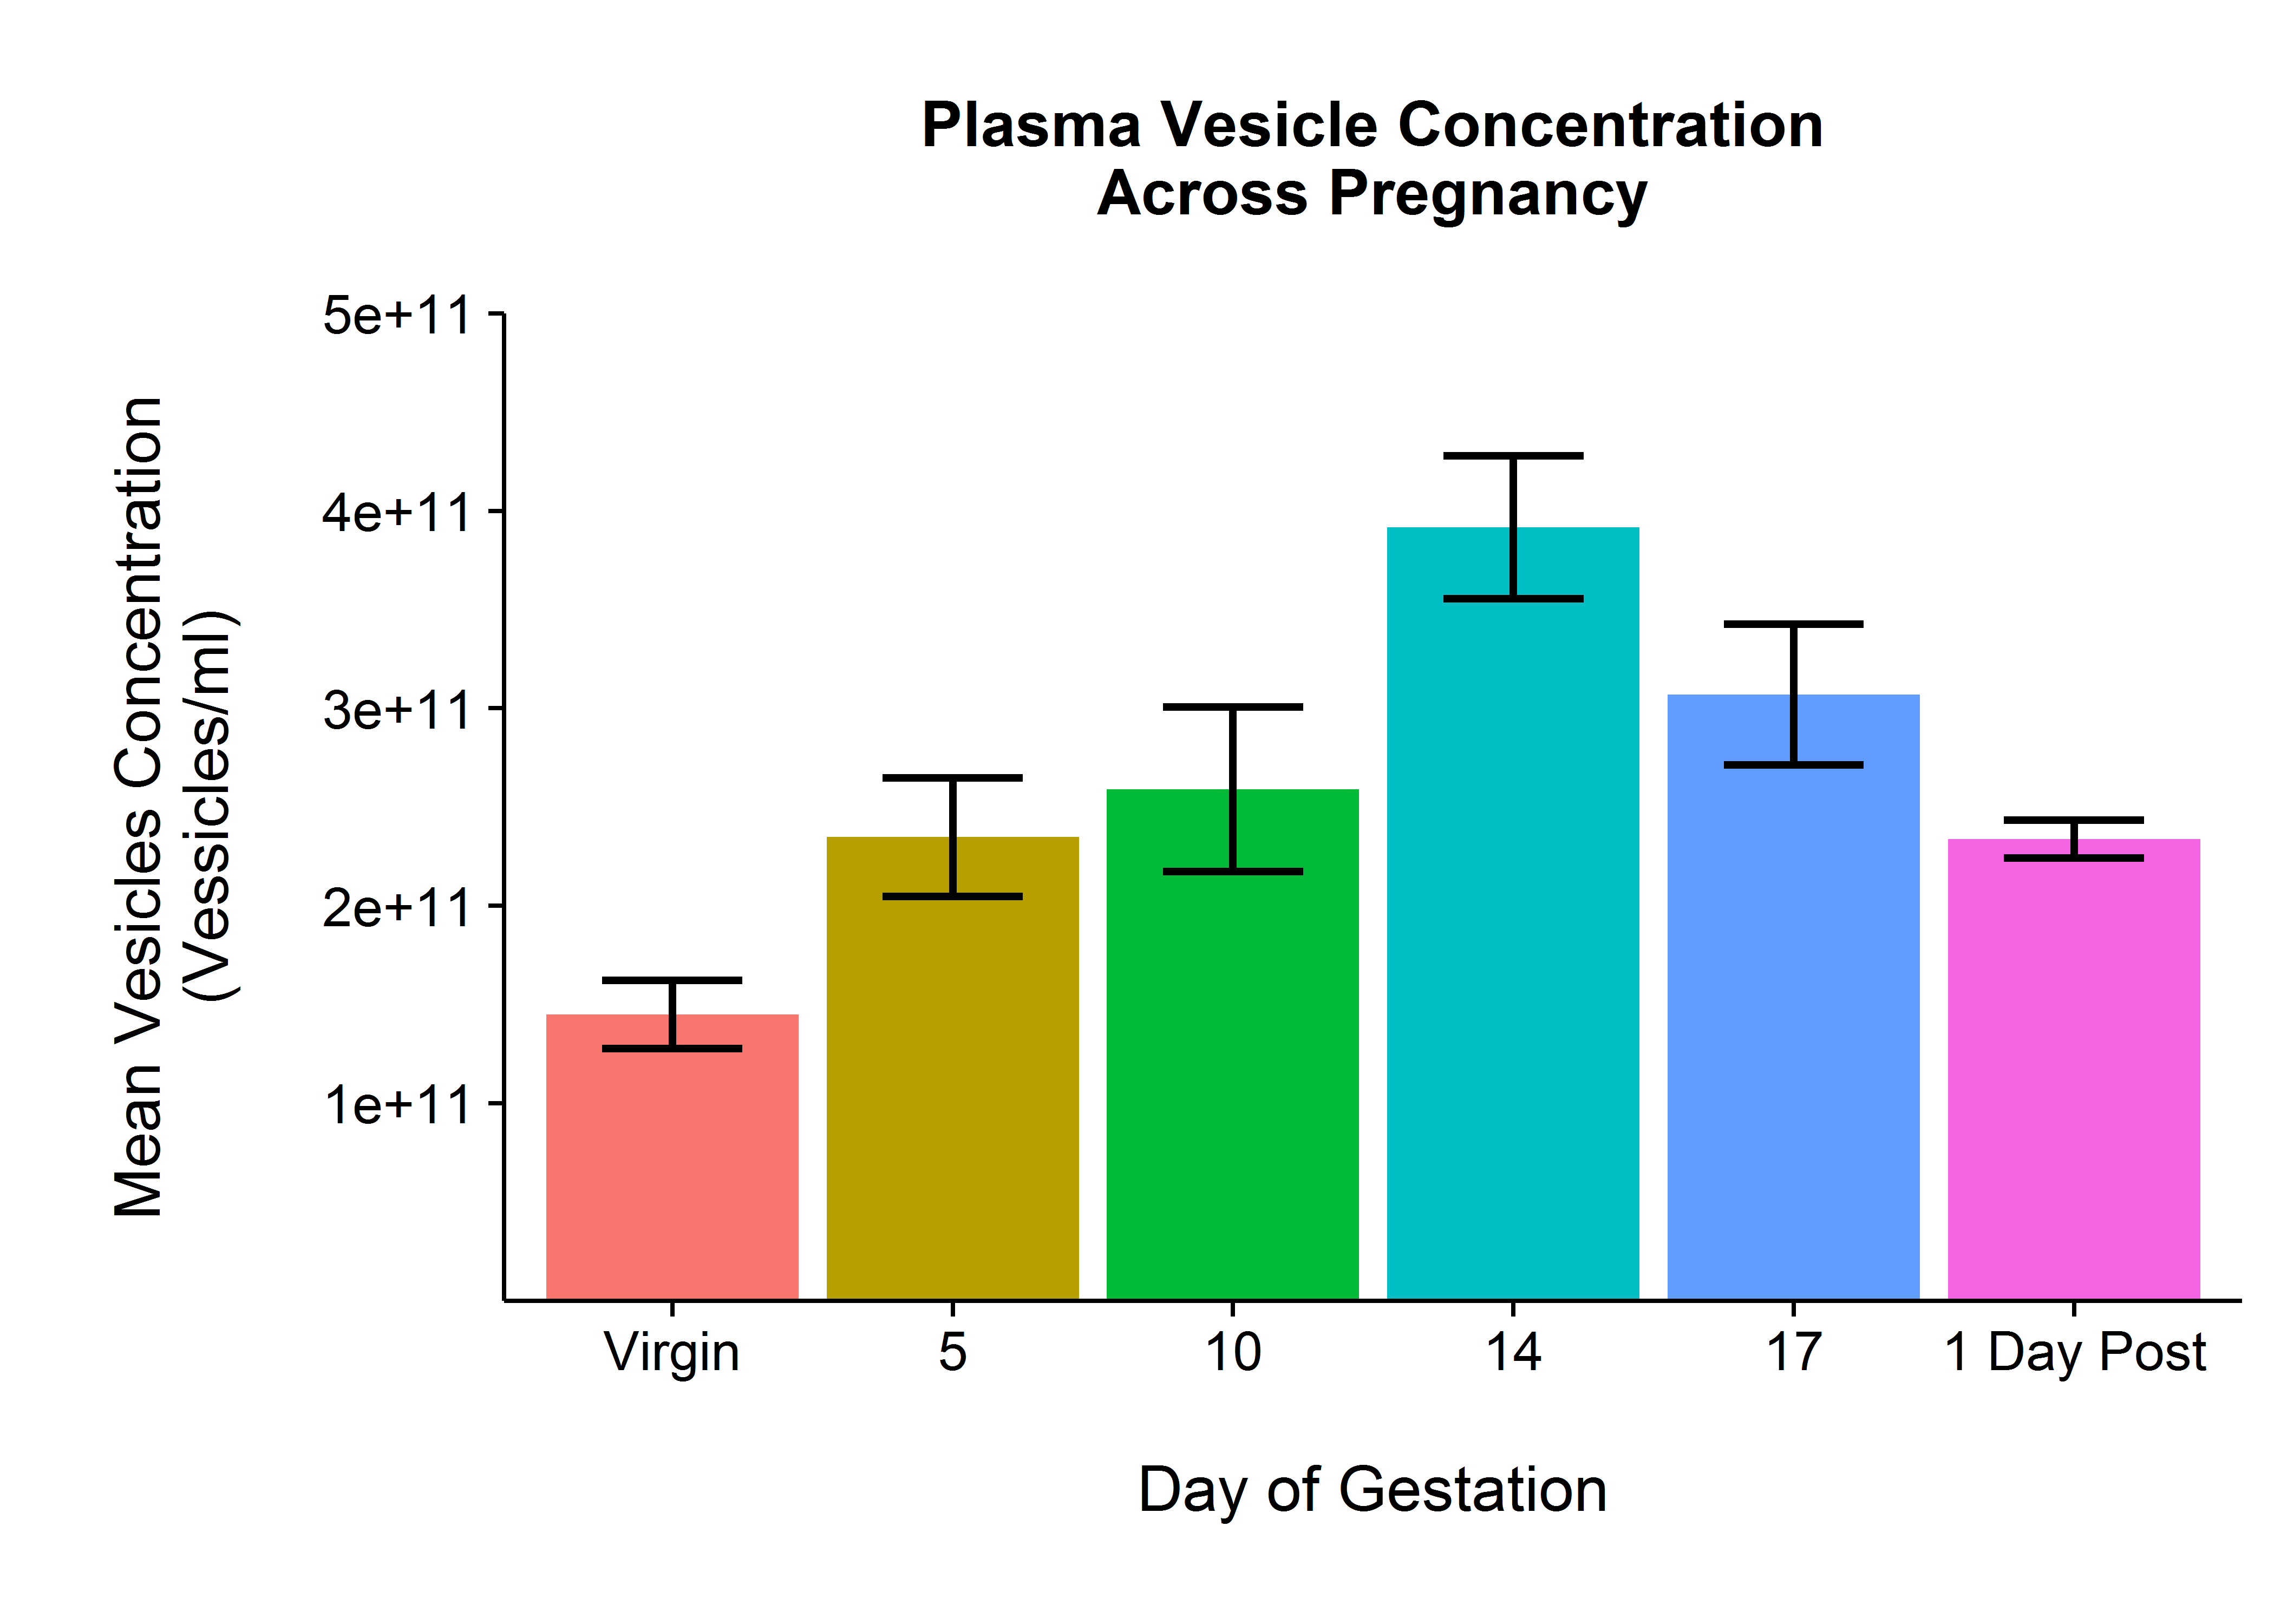 Plasma Vesicle Concentration
Across Pregnancy
Mean Vesicles Concentration
(Vessicles/ml)
5e+11
4e+11
3e+11
2e+11
1e+11
Virgin
5
10
14
17
1 Day Post
Day of Gestation